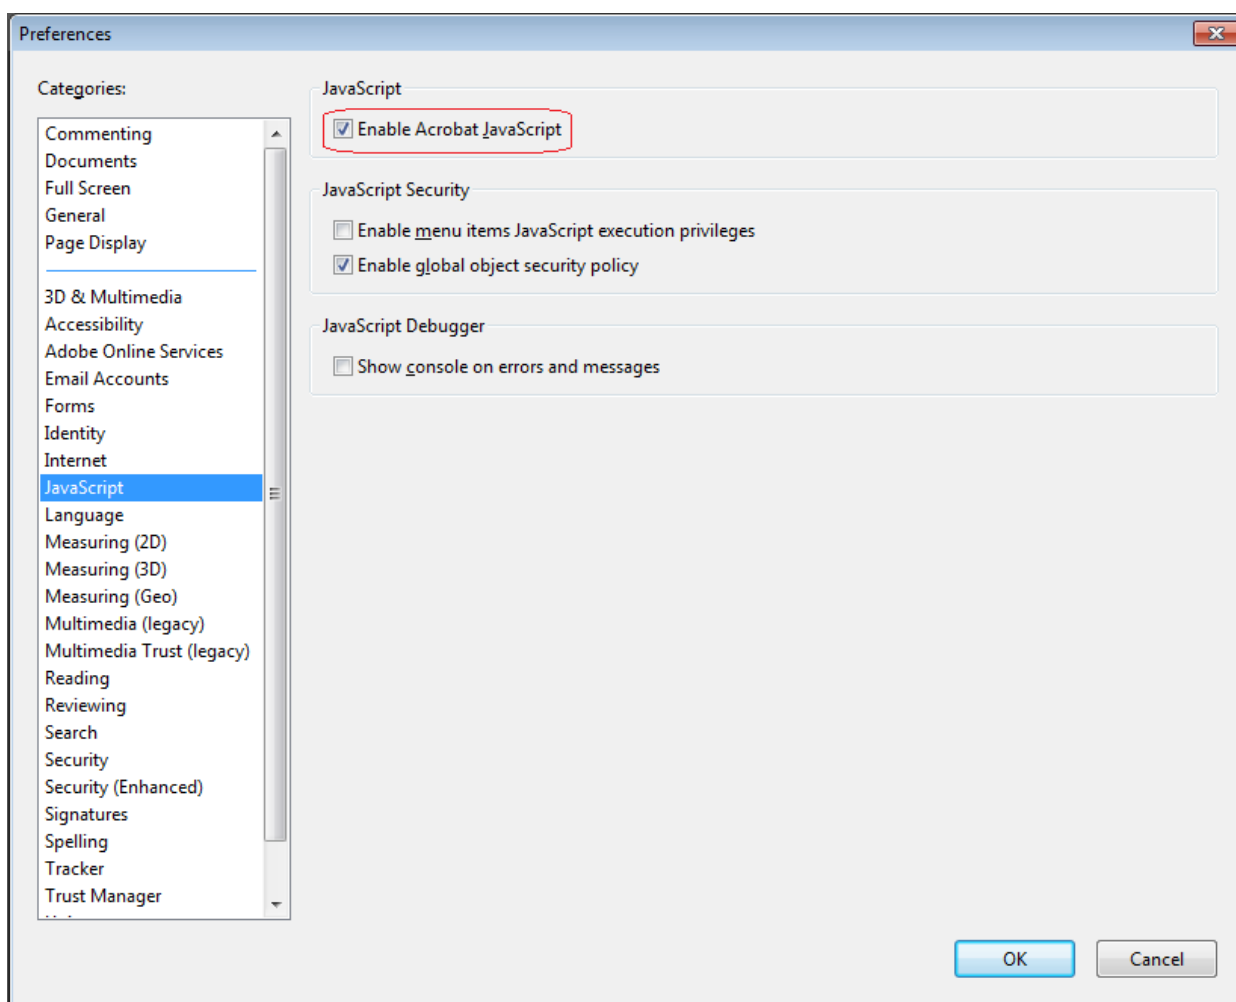 Preferences
Categories:
Commenting
Documents
Full Screen
General
Page Display
3D & Multimedia
Accessibility
Adobe Online Services
Email Accounts
Forms
Identity
Internet
JavaScript
Language
Measuring (2D)
Measuring (3D)
Measuring (Geo)
Multimedia (legacy)
Multimedia Trust (legacy)
Reading
Reviewing
Search
Security
Security (Enhanced)
Signatures
Spelling
Tracker
Trust Manager
JavaScript
Enable Acrobat JavaScript
JavaScript Security
Enable menu items JavaScript execution privileges
Enable global object security policy
JavaScript Debugger
Show console on errors and messages
OK
Cancel